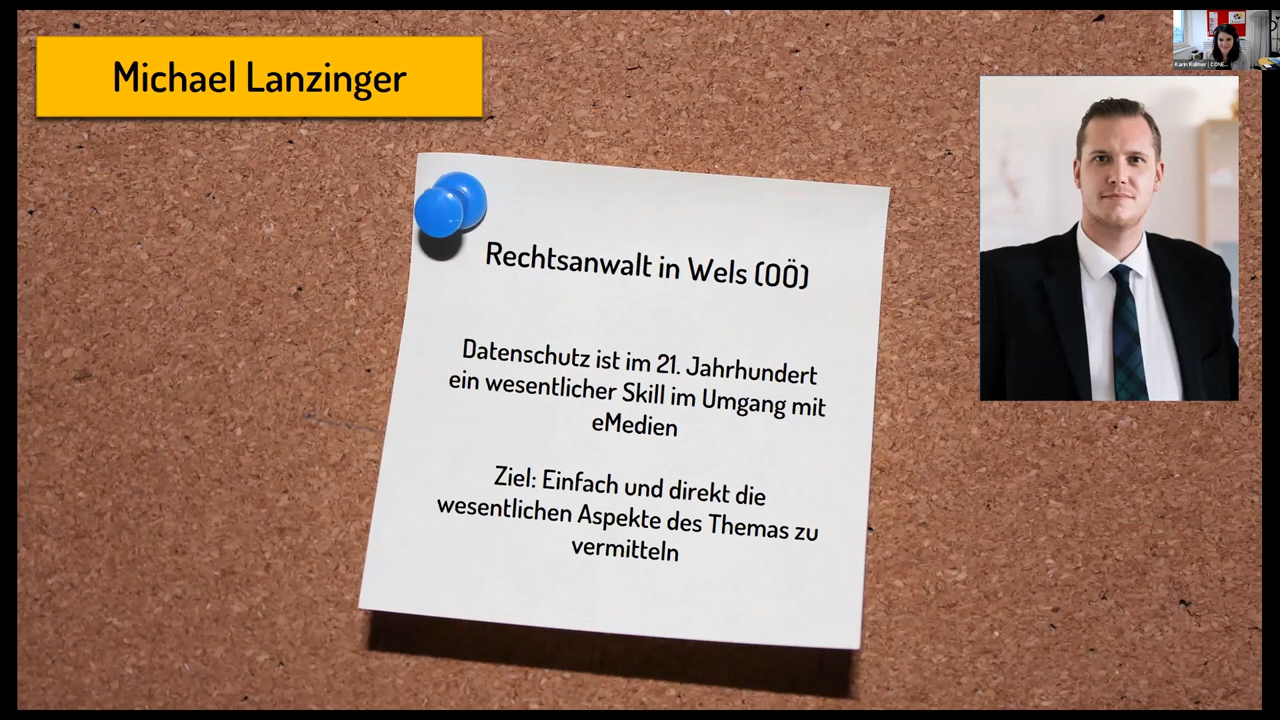 Michael Lanzinger
Rechtsanwalt in Wels (OÖ)
Datenschutz ist im 21. Jahrhundert
ein wesentlicher Skill im Umgang mit
eMedien
Ziel: Einfach und direkt die
wesentlichen Aspekte des Themas zu
vermitteln